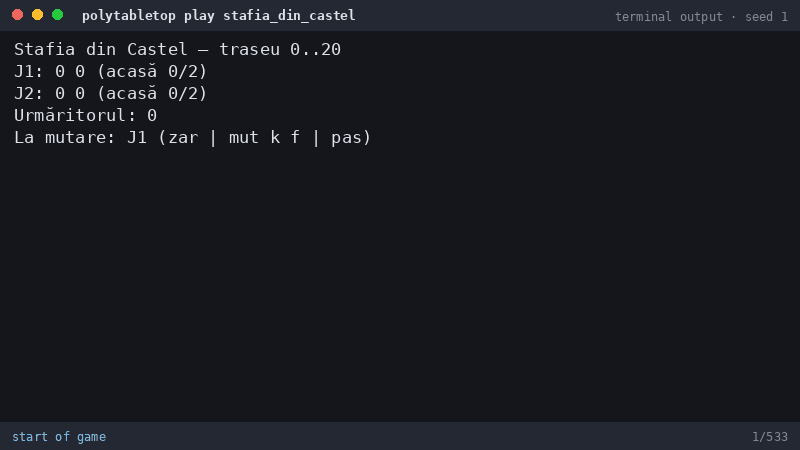 polytabletop play stafia_din_castel
terminal output · seed 1
Stafia din Castel — traseu 0..20
J1: 0 0 (acasă 0/2)
J2: 0 0 (acasă 0/2)
Urmăritorul: 0
La mutare: J1 (zar | mut k f | pas)
start of game
1/533